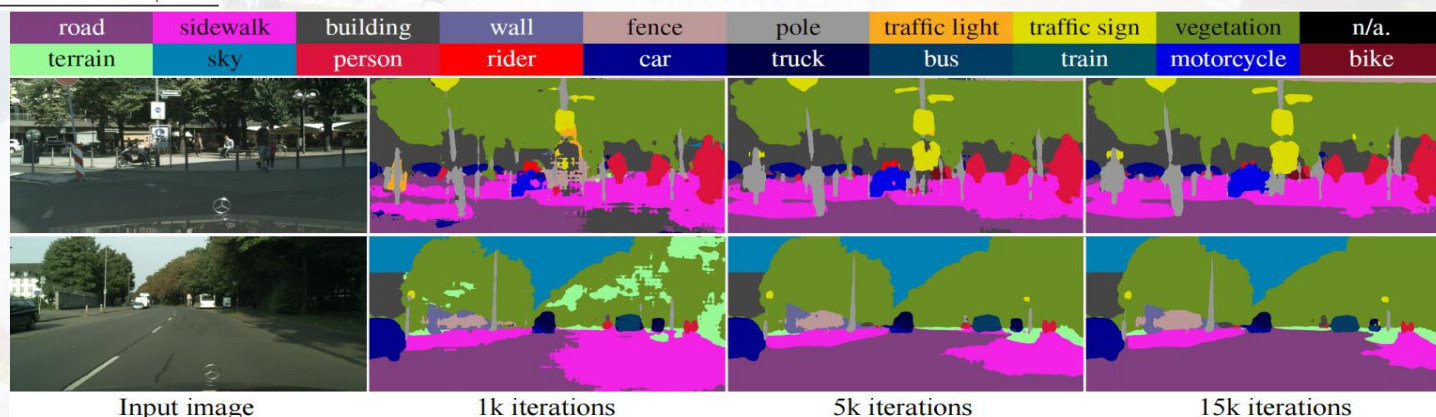 road sidewalk building wall fence pole traffic light traffic sign vegetation n/a.
terrain sky person rider car truck bus train motorcycle bike
Input image 1k iterations 5k iterations 15k iterations